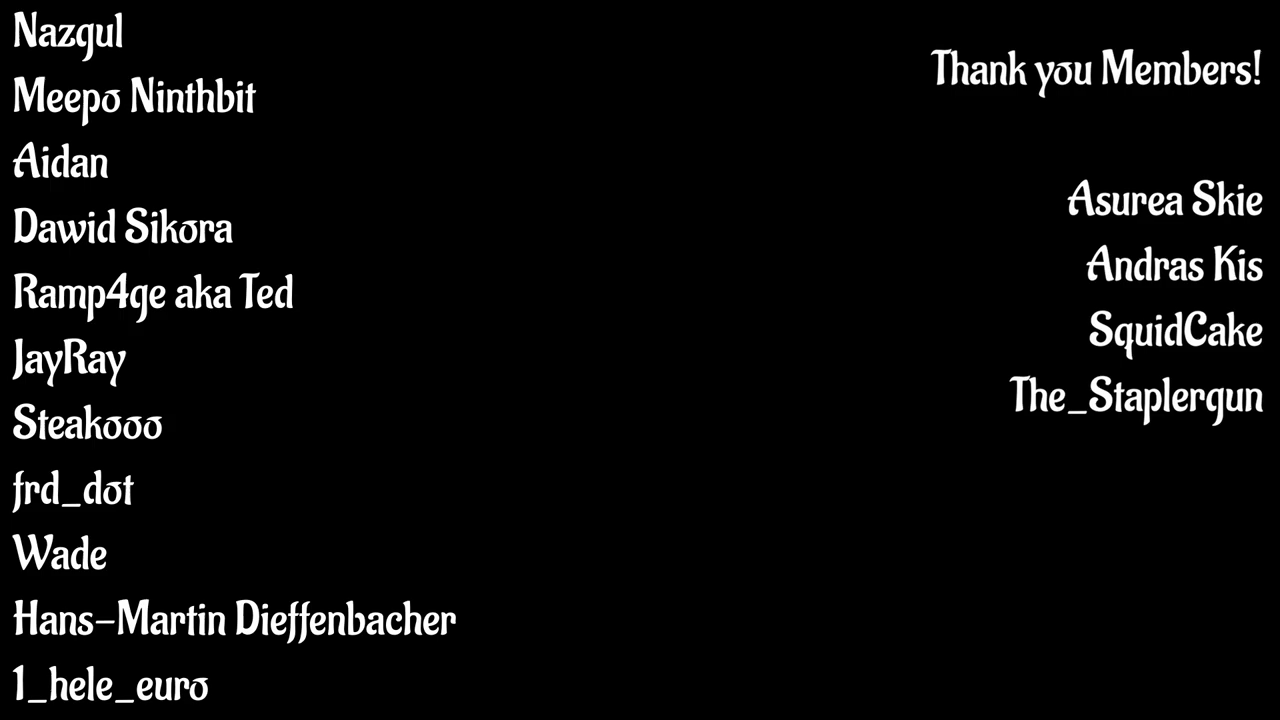 Nazgul
Meepo Ninthbit
Aidan
Dawid Sikora
Ramp4ge aka Ted
JayRay
Steakooo
frd_dot
Wade
Hans-Martin Dieffenbacher
1_hele_euro
Thank you Members!
Asurea Skie
Andras Kis
SquidCake
The_Staplergun